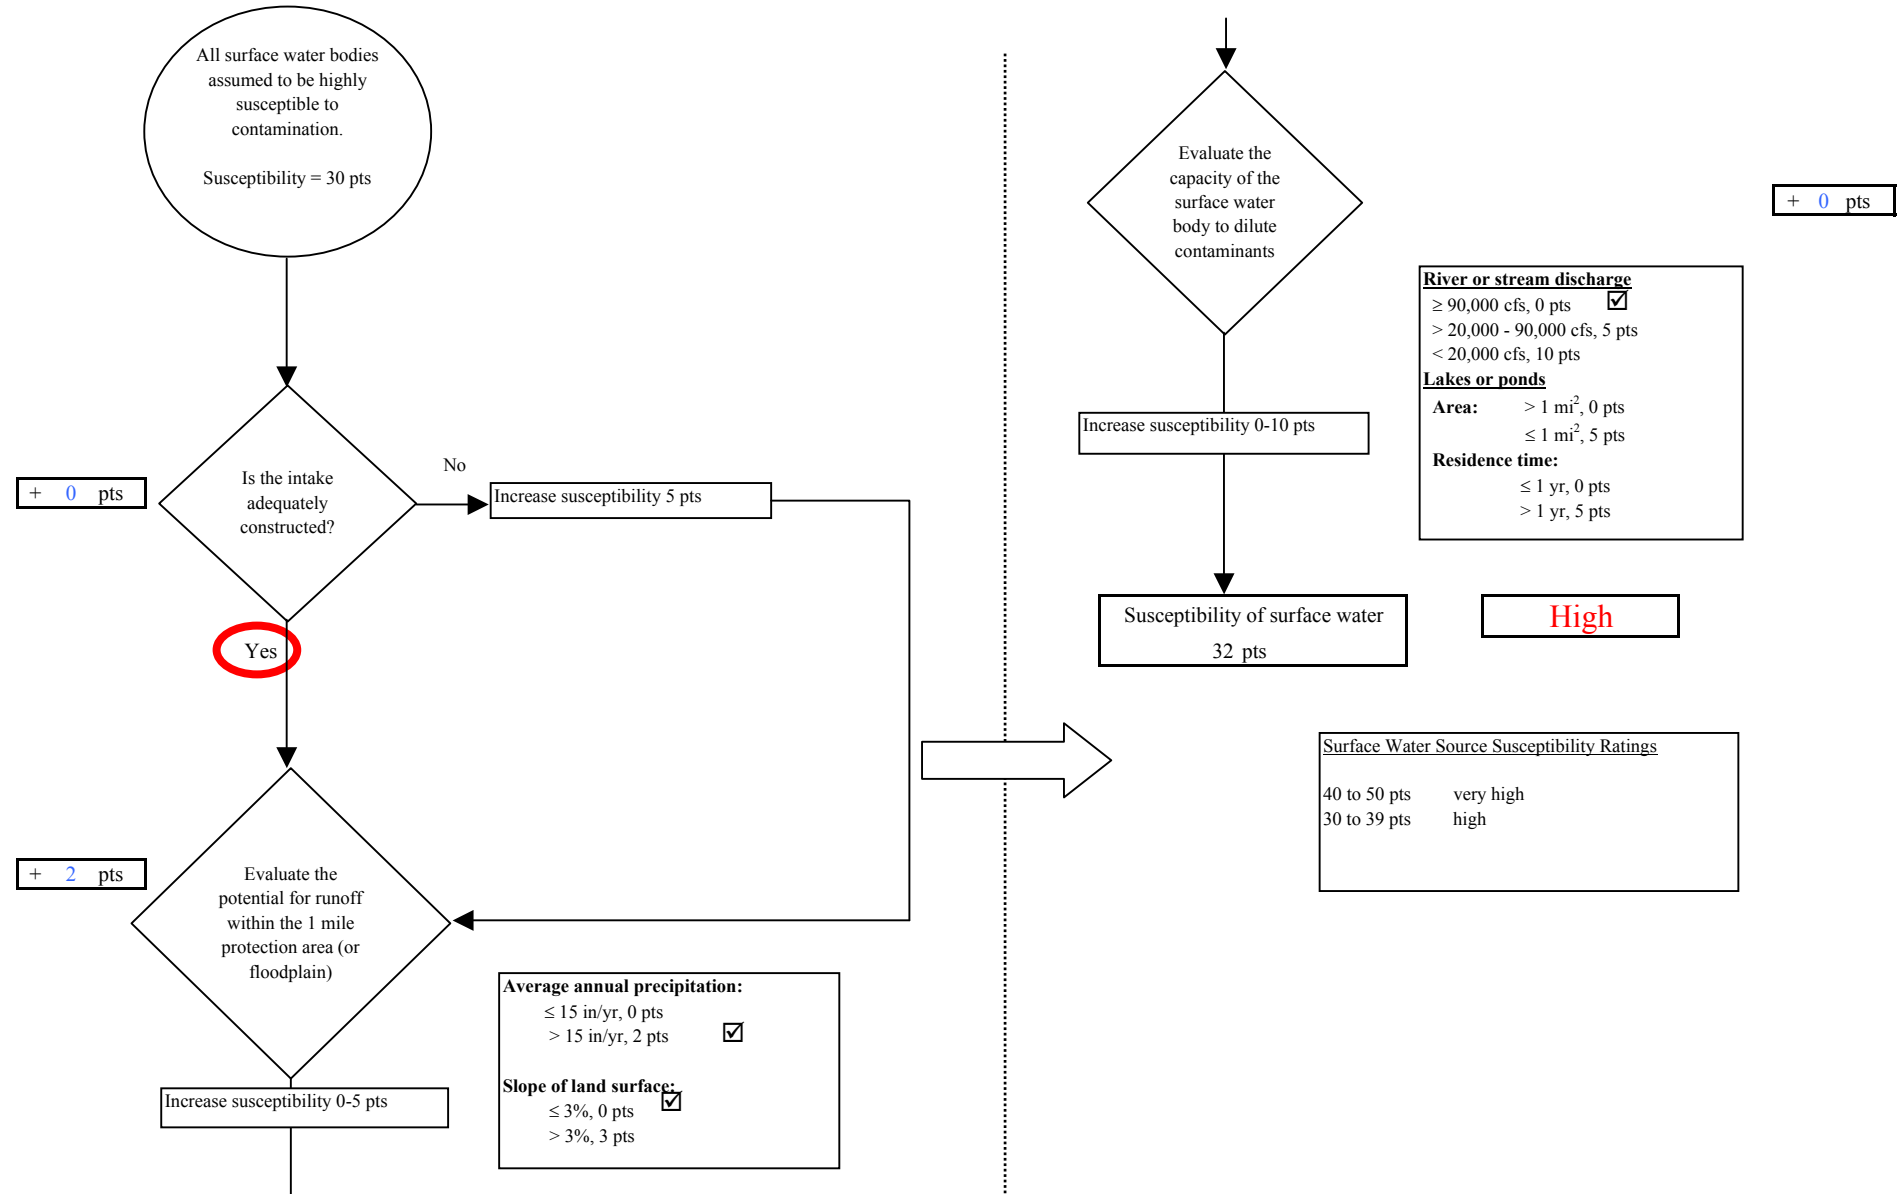 All surface water bodies
assumed to be highly
susceptible to
contamination.
Susceptibility = 30 pts
+ 0 pts
Is the intake
adequately
constructed?
No
Increase susceptibility 5 pts
Yes
+ 2 pts
Evaluate the
potential for runoff
within the 1 mile
protection area (or
floodplain)
Average annual precipitation:
≤ 15 in/yr, 0 pts
> 15 in/yr, 2 pts ☑
Slope of land surface:
≤ 3%, 0 pts ☑
> 3%, 3 pts
Increase susceptibility 0-5 pts
Evaluate the
capacity of the
surface water
body to dilute
contaminants
+ 0 pts
River or stream discharge
≥ 90,000 cfs, 0 pts ☑
> 20,000 - 90,000 cfs, 5 pts
< 20,000 cfs, 10 pts
Lakes or ponds
Area: > 1 mi², 0 pts
≤ 1 mi², 5 pts
Residence time:
≤ 1 yr, 0 pts
> 1 yr, 5 pts
Increase susceptibility 0-10 pts
Susceptibility of surface water
32 pts
High
Surface Water Source Susceptibility Ratings
40 to 50 pts very high
30 to 39 pts high